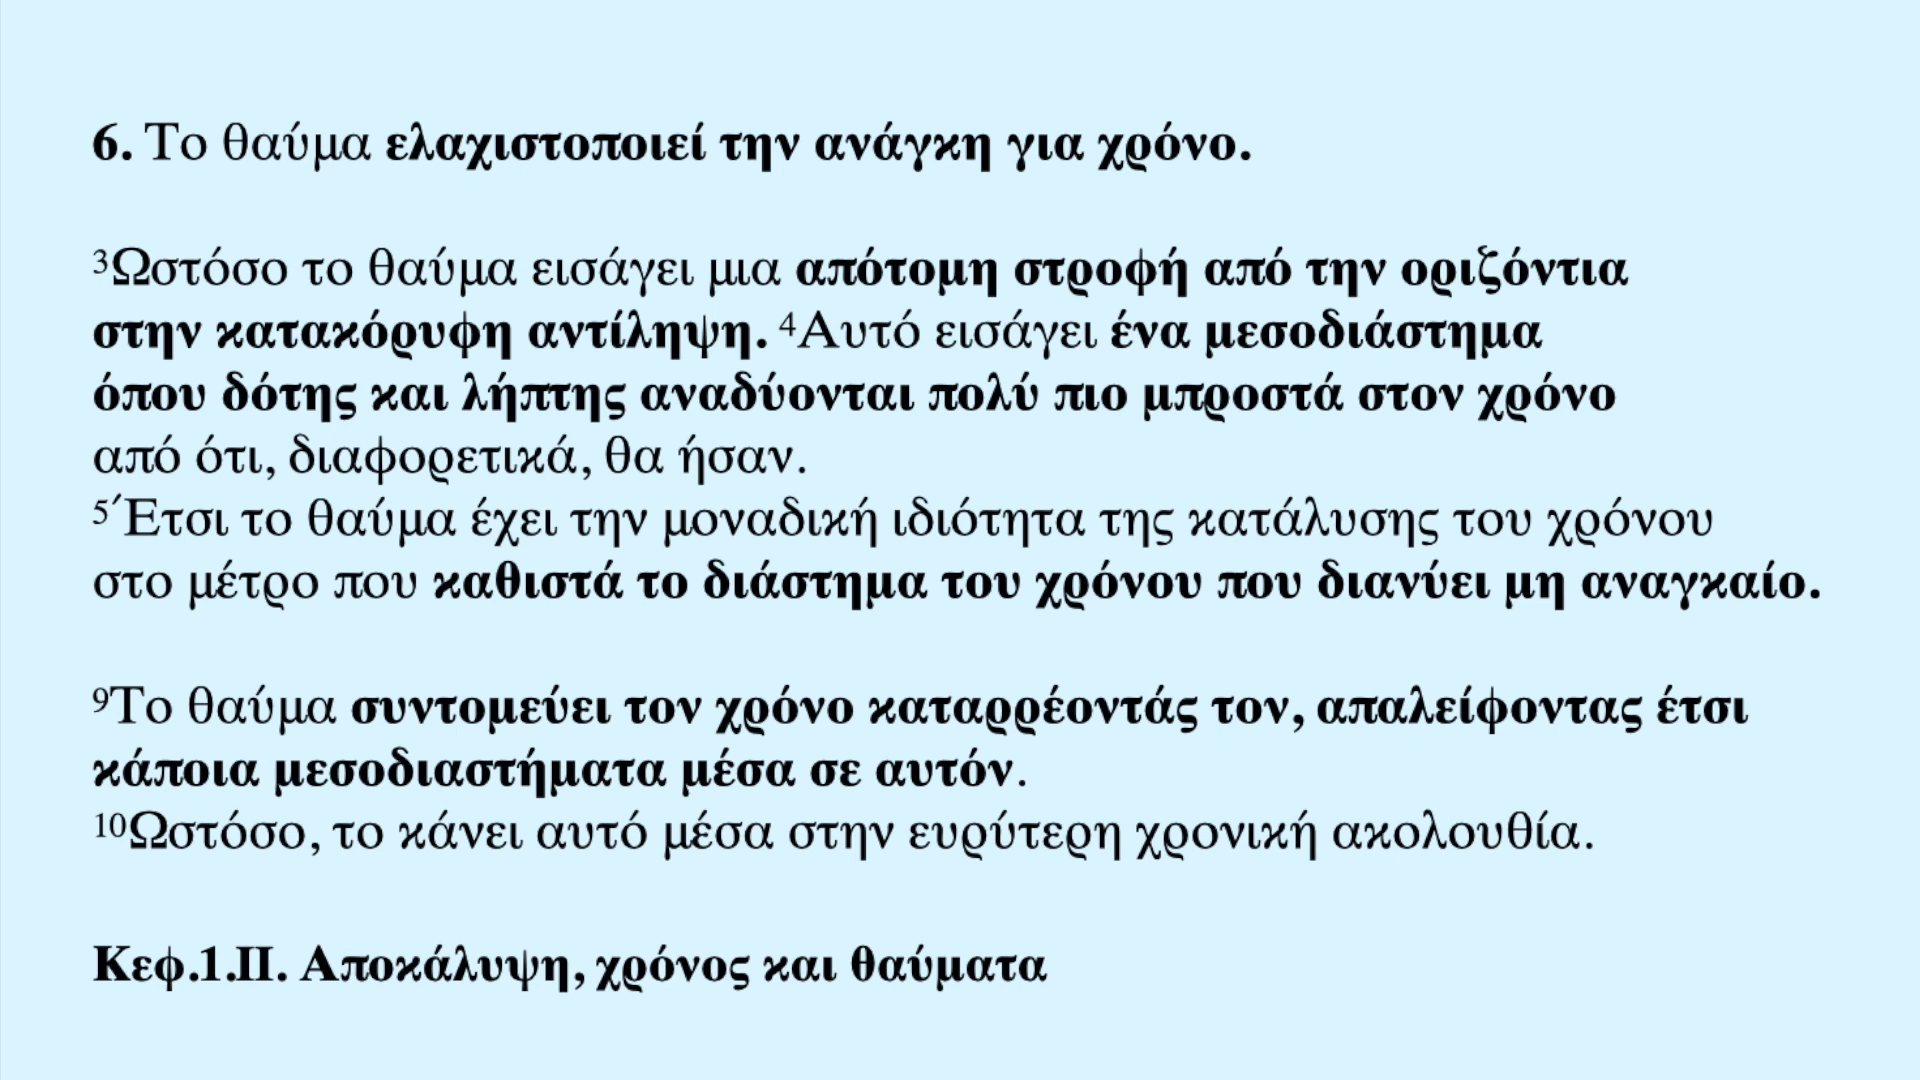 6. Το θαύμα ελαχιστοποιεί την ανάγκη για χρόνο.
³Ωστόσο το θαύμα εισάγει μια απότομη στροφή από την οριζόντια
στην κατακόρυφη αντίληψη. ⁴Αυτό εισάγει ένα μεσοδιάστημα
όπου δότης και λήπτης αναδύονται πολύ πιο μπροστά στον χρόνο
από ότι, διαφορετικά, θα ήσαν.
⁵Έτσι το θαύμα έχει την μοναδική ιδιότητα της κατάλυσης του χρόνου
στο μέτρο που καθιστά το διάστημα του χρόνου που διανύει μη αναγκαίο.
⁹Το θαύμα συντομεύει τον χρόνο καταρρέοντάς τον, απαλείφοντας έτσι
κάποια μεσοδιαστήματα μέσα σε αυτόν.
¹⁰Ωστόσο, το κάνει αυτό μέσα στην ευρύτερη χρονική ακολουθία.
Κεφ.1.II. Αποκάλυψη, χρόνος και θαύματα